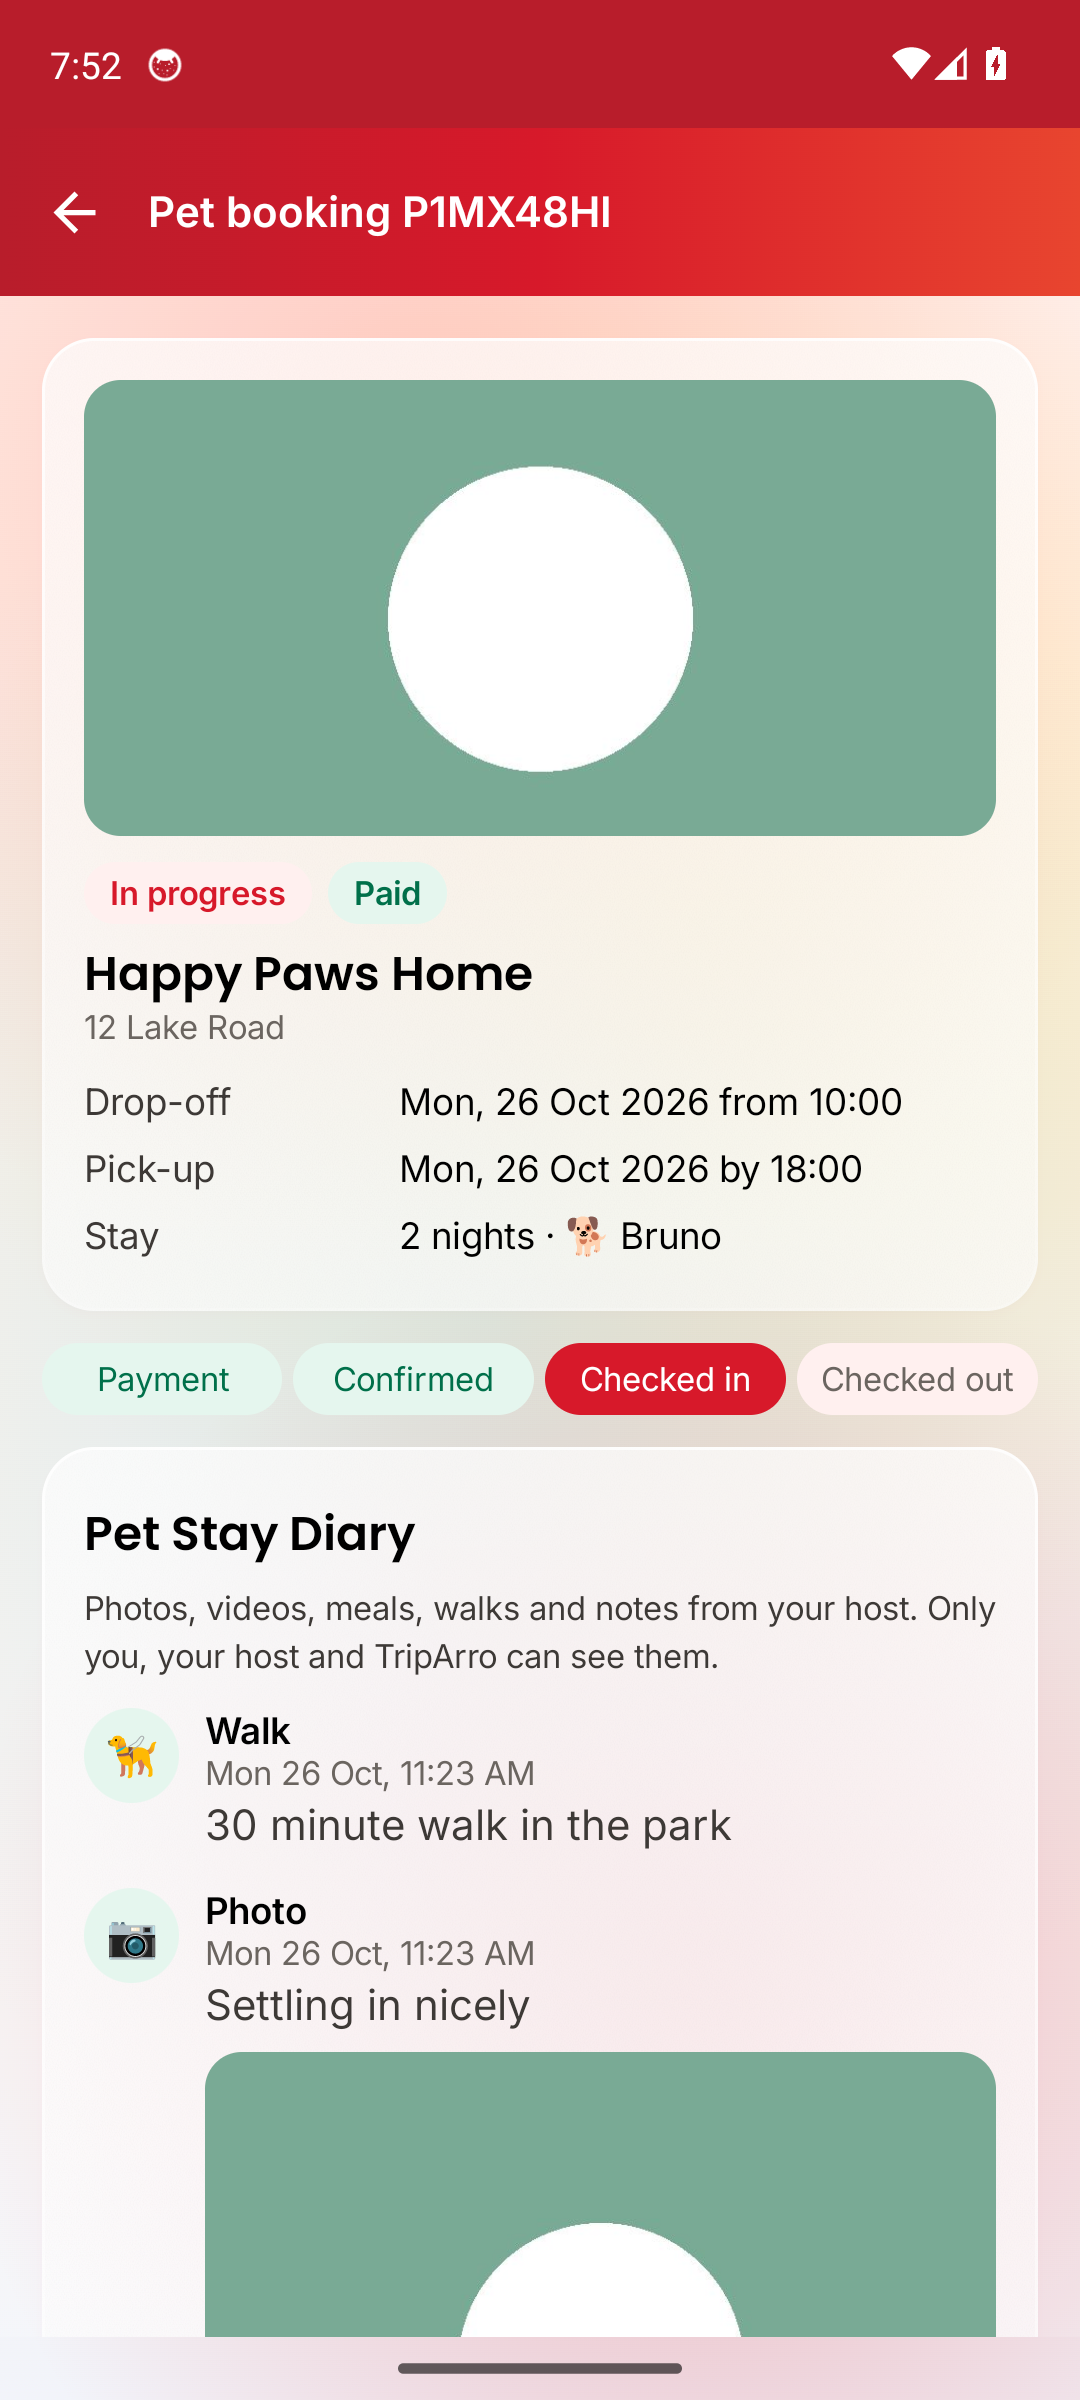 7:52
Pet booking P1MX48HI
In progress
Paid
Happy Paws Home
12 Lake Road
Drop-off Mon, 26 Oct 2026 from 10:00
Pick-up Mon, 26 Oct 2026 by 18:00
Stay 2 nights · 🐕 Bruno
Payment
Confirmed
Checked in
Checked out
Pet Stay Diary
Photos, videos, meals, walks and notes from your host. Only
you, your host and TripArro can see them.
Walk
Mon 26 Oct, 11:23 AM
30 minute walk in the park
Photo
Mon 26 Oct, 11:23 AM
Settling in nicely